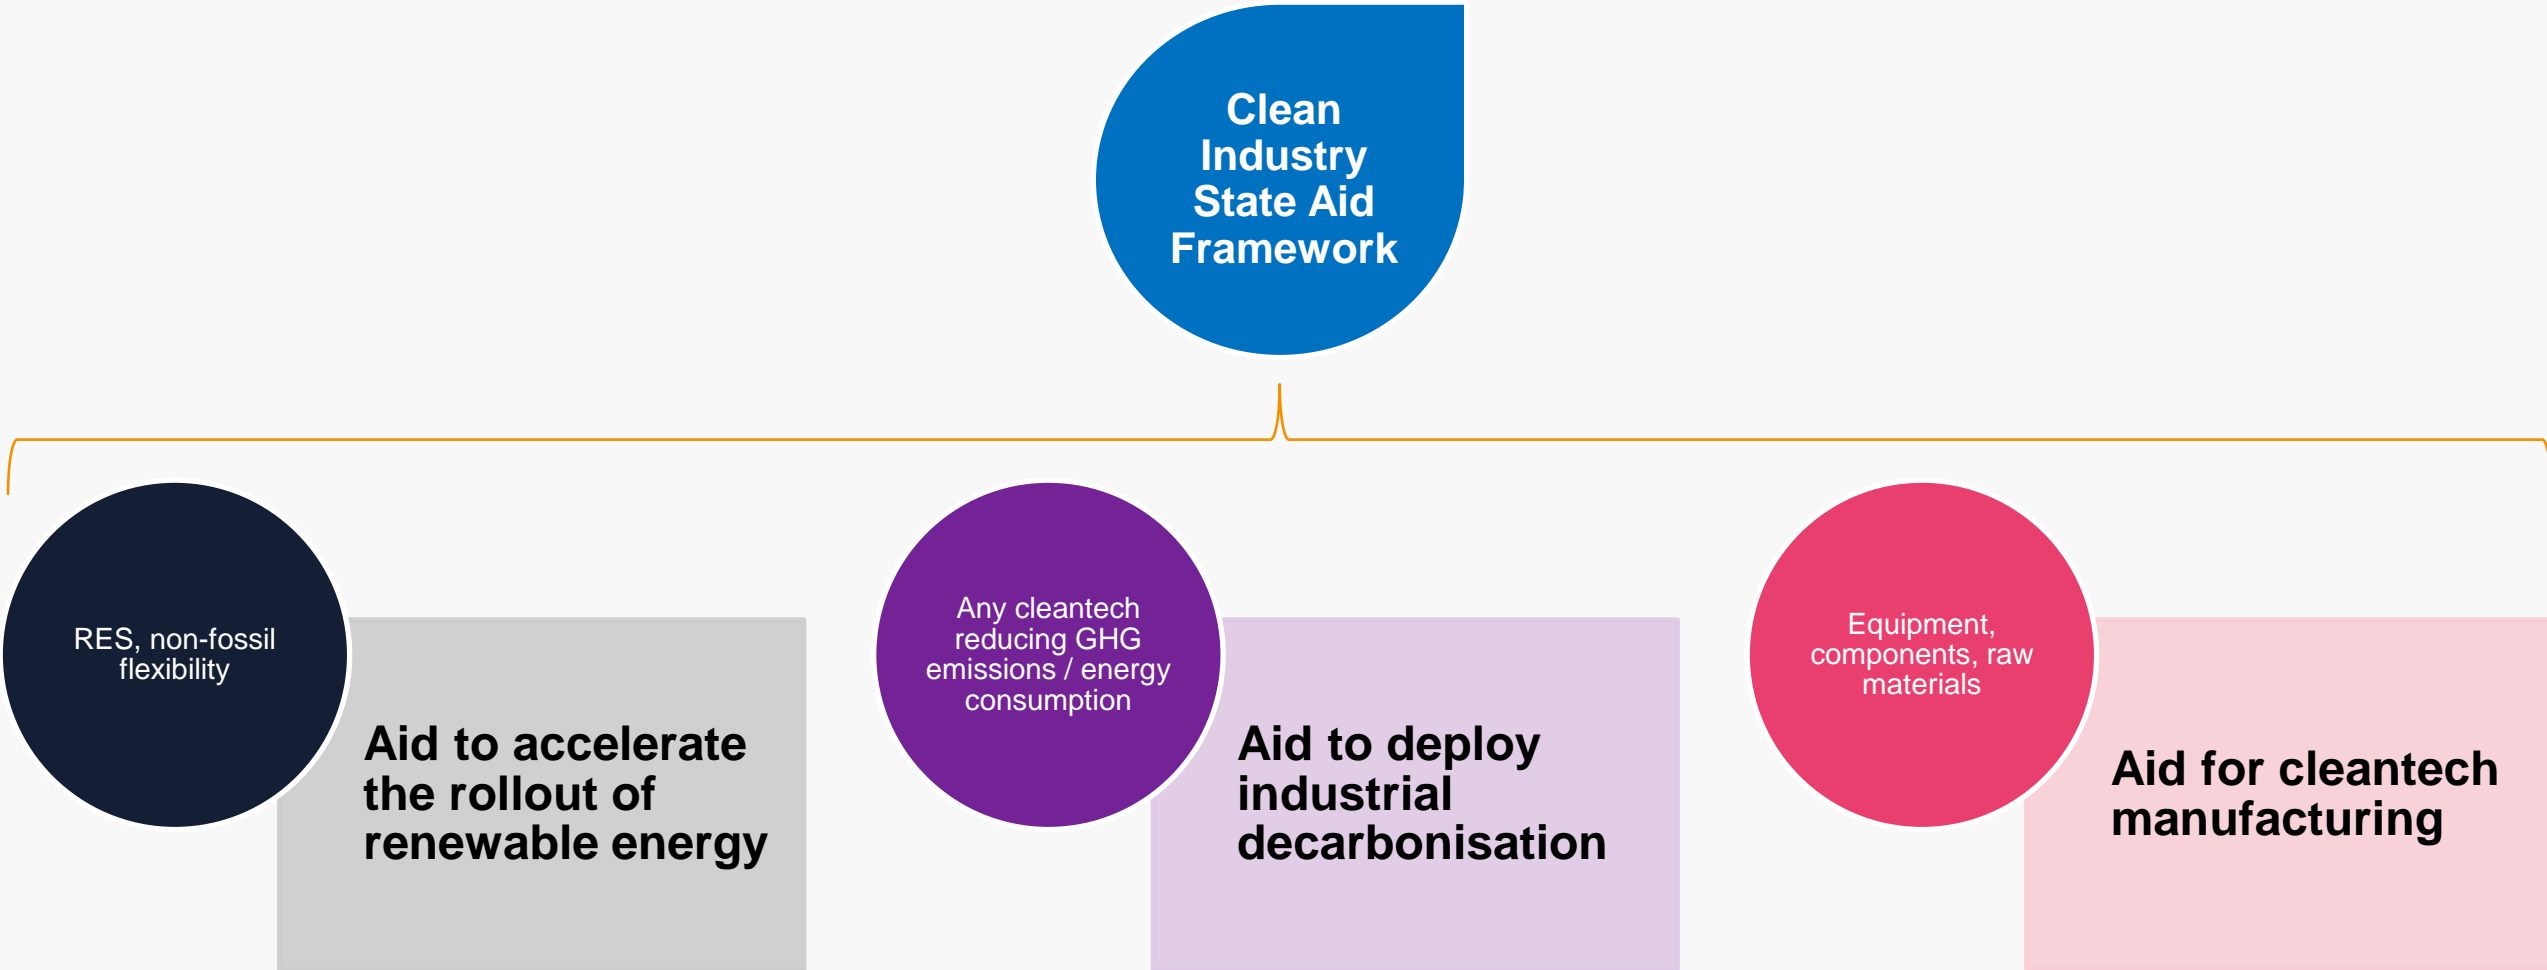 Clean
Industry
State Aid
Framework
RES, non-fossil
flexibility
Aid to accelerate
the rollout of
renewable energy
Any cleantech
reducing GHG
emissions / energy
consumption
Aid to deploy
industrial
decarbonisation
Equipment,
components, raw
materials
Aid for cleantech
manufacturing